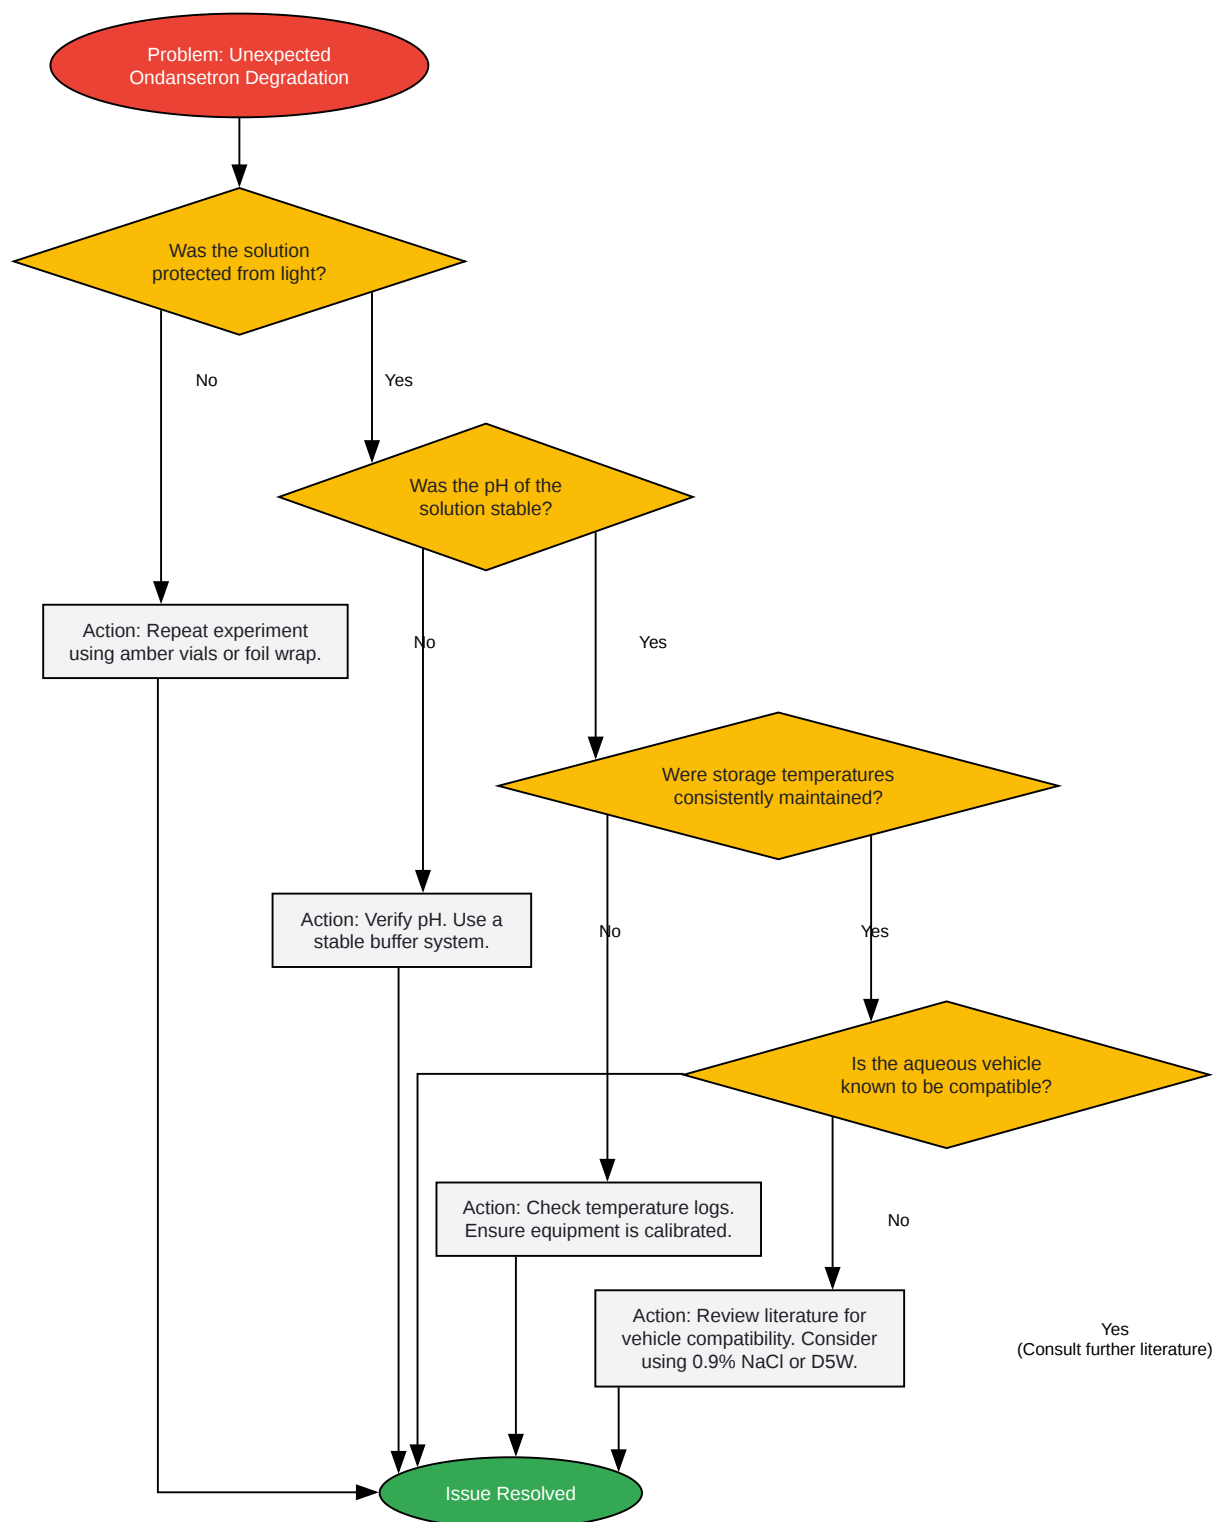 Problem: Unexpected
Ondansetron Degradation
Was the solution
protected from light?
No
Yes
Was the pH of the
solution stable?
Action: Repeat experiment
using amber vials or foil wrap.
No
Yes
Were storage temperatures
consistently maintained?
Action: Verify pH. Use a
stable buffer system.
No
Yes
Is the aqueous vehicle
known to be compatible?
Action: Check temperature logs.
Ensure equipment is calibrated.
No
Action: Review literature for
vehicle compatibility. Consider
using 0.9% NaCl or D5W.
Yes
(Consult further literature)
Issue Resolved